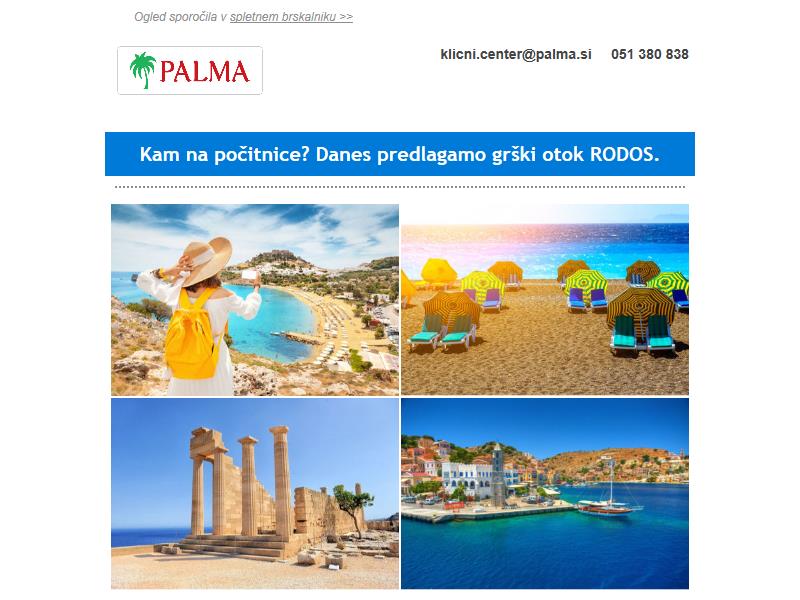 Ogled sporočila v spletnem brskalniku >>
klicni.center@palma.si 051 380 838
PALMA
Kam na počitnice? Danes predlagamo grški otok RODOS.